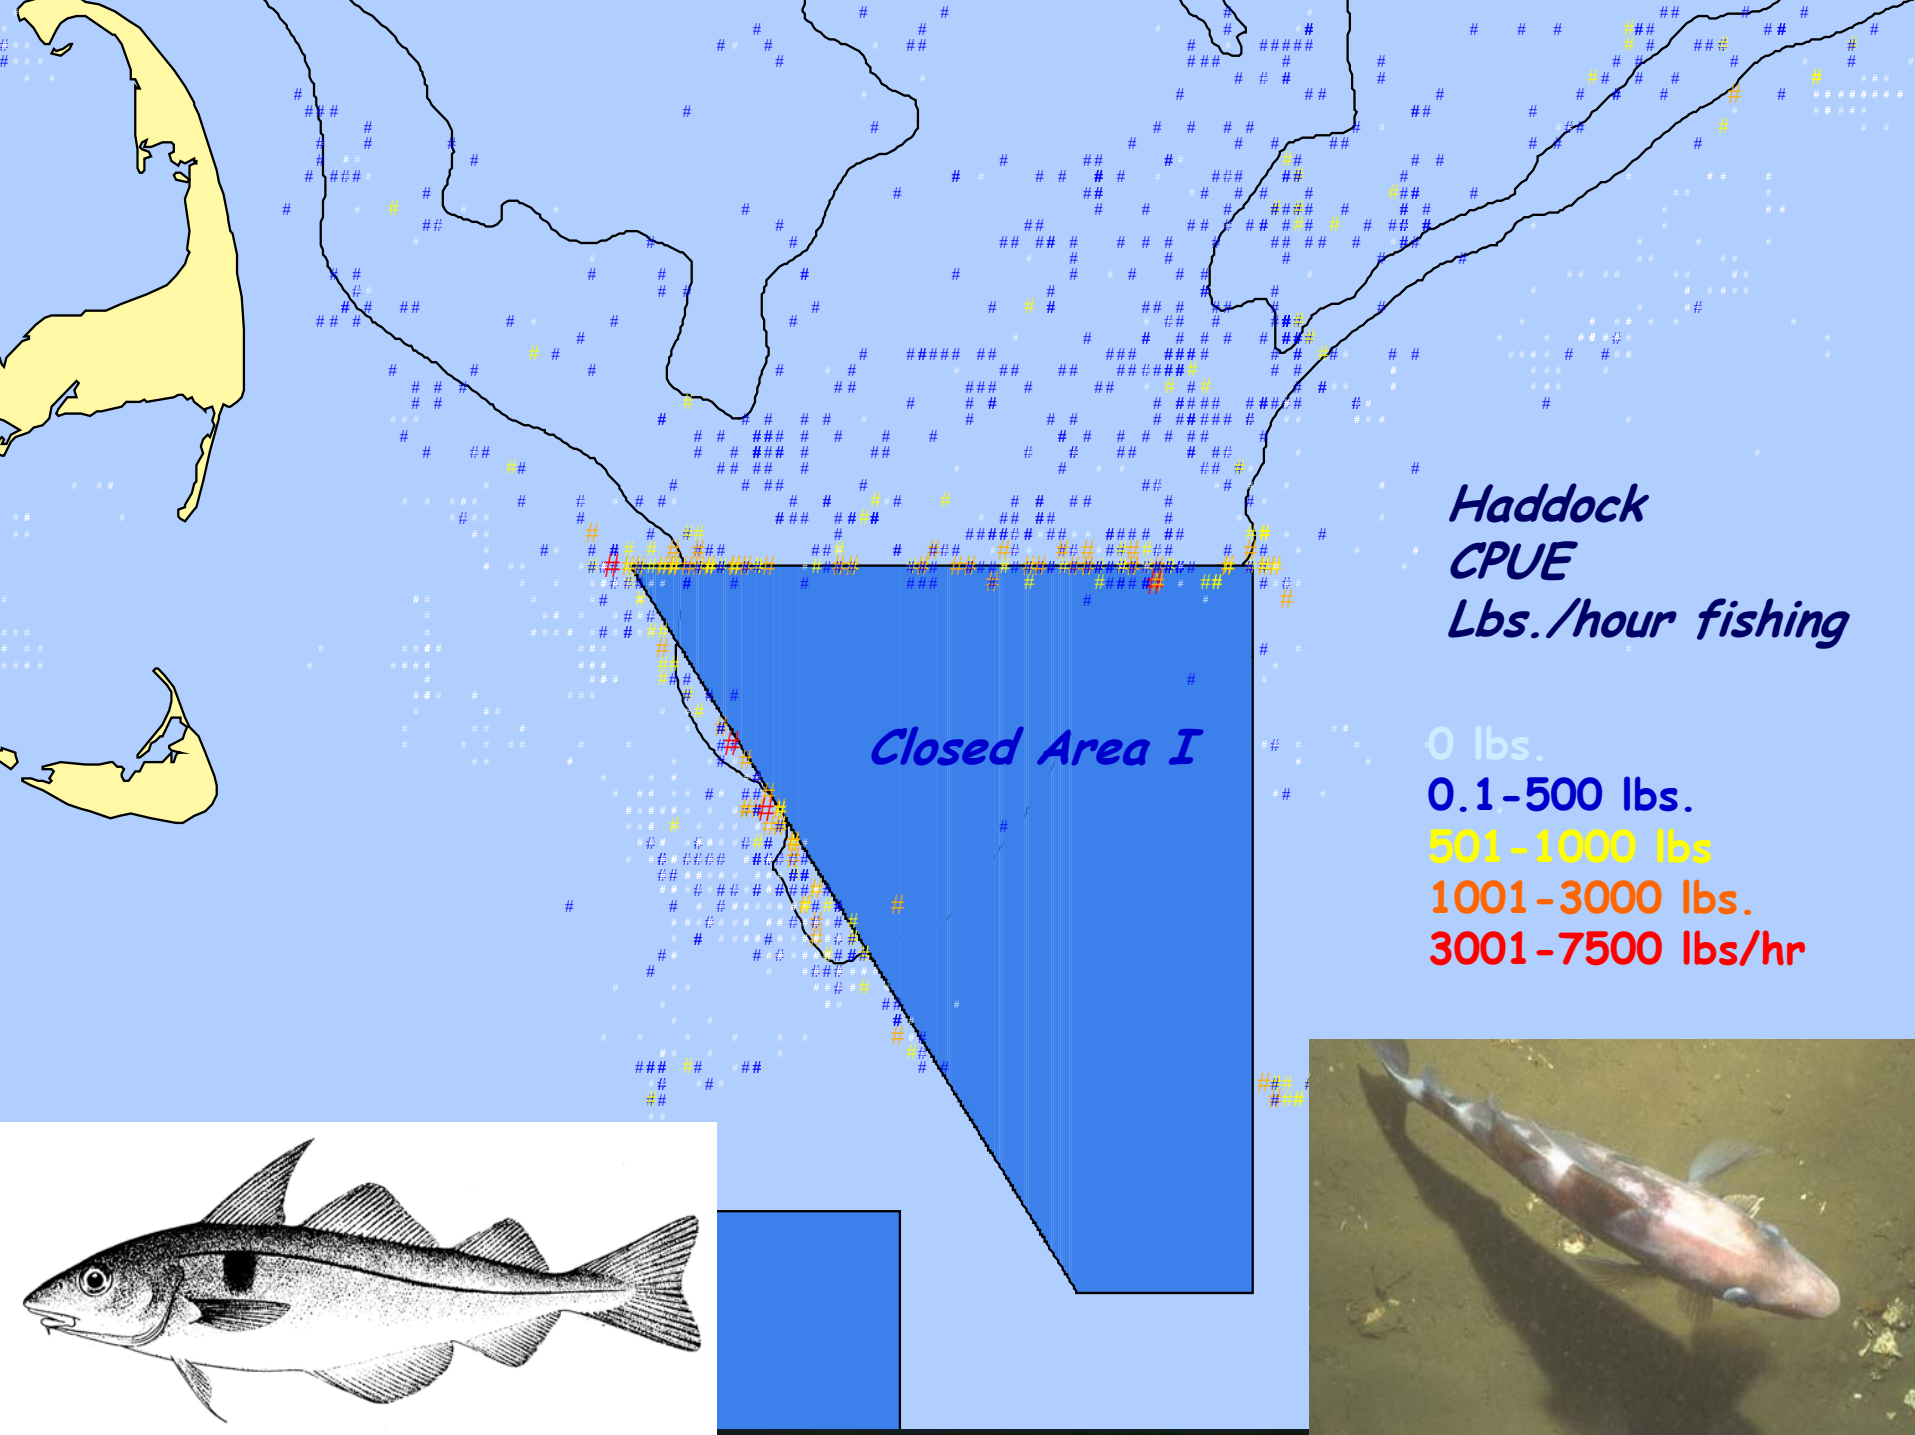 Haddock
CPUE
Lbs./hour fishing
Closed Area I
0 lbs.
0.1-500 lbs.
501-1000 lbs
1001-3000 lbs.
3001-7500 lbs/hr